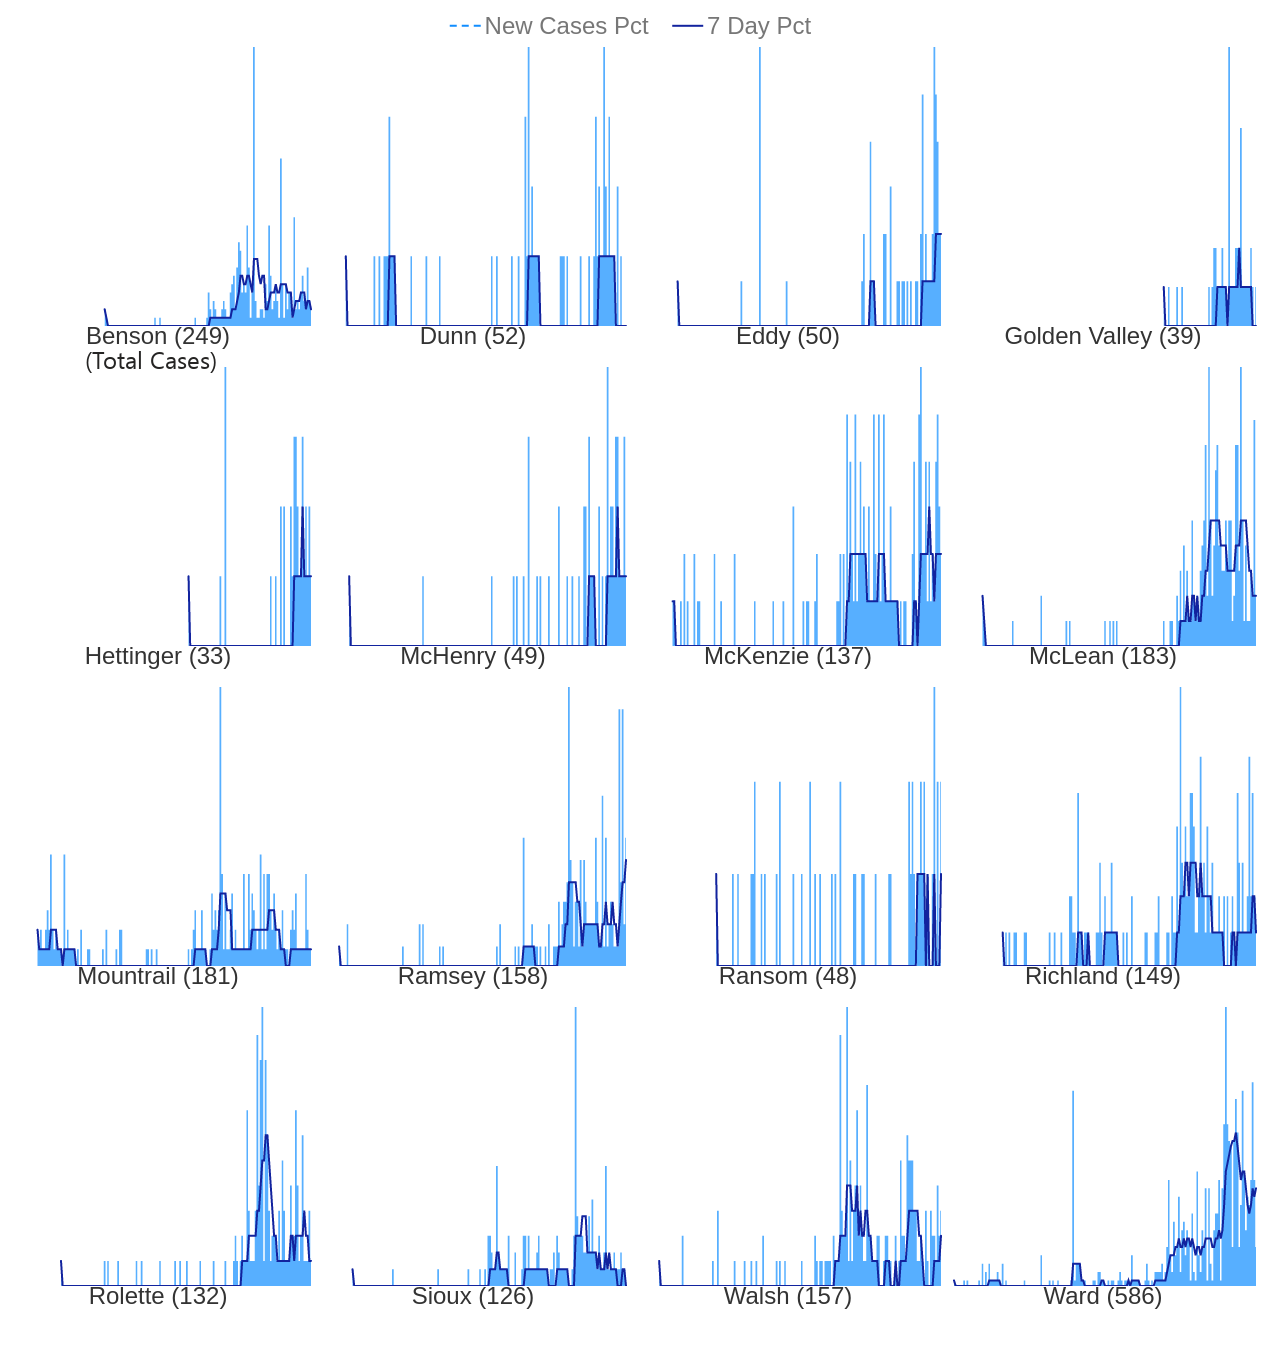 New Cases Pct 7 Day Pct
Benson (249) Dunn (52) Eddy (50) Golden Valley (39)
(Total Cases)
Hettinger (33) McHenry (49) McKenzie (137) McLean (183)
Mountrail (181) Ramsey (158) Ransom (48) Richland (149)
Rolette (132) Sioux (126) Walsh (157) Ward (586)